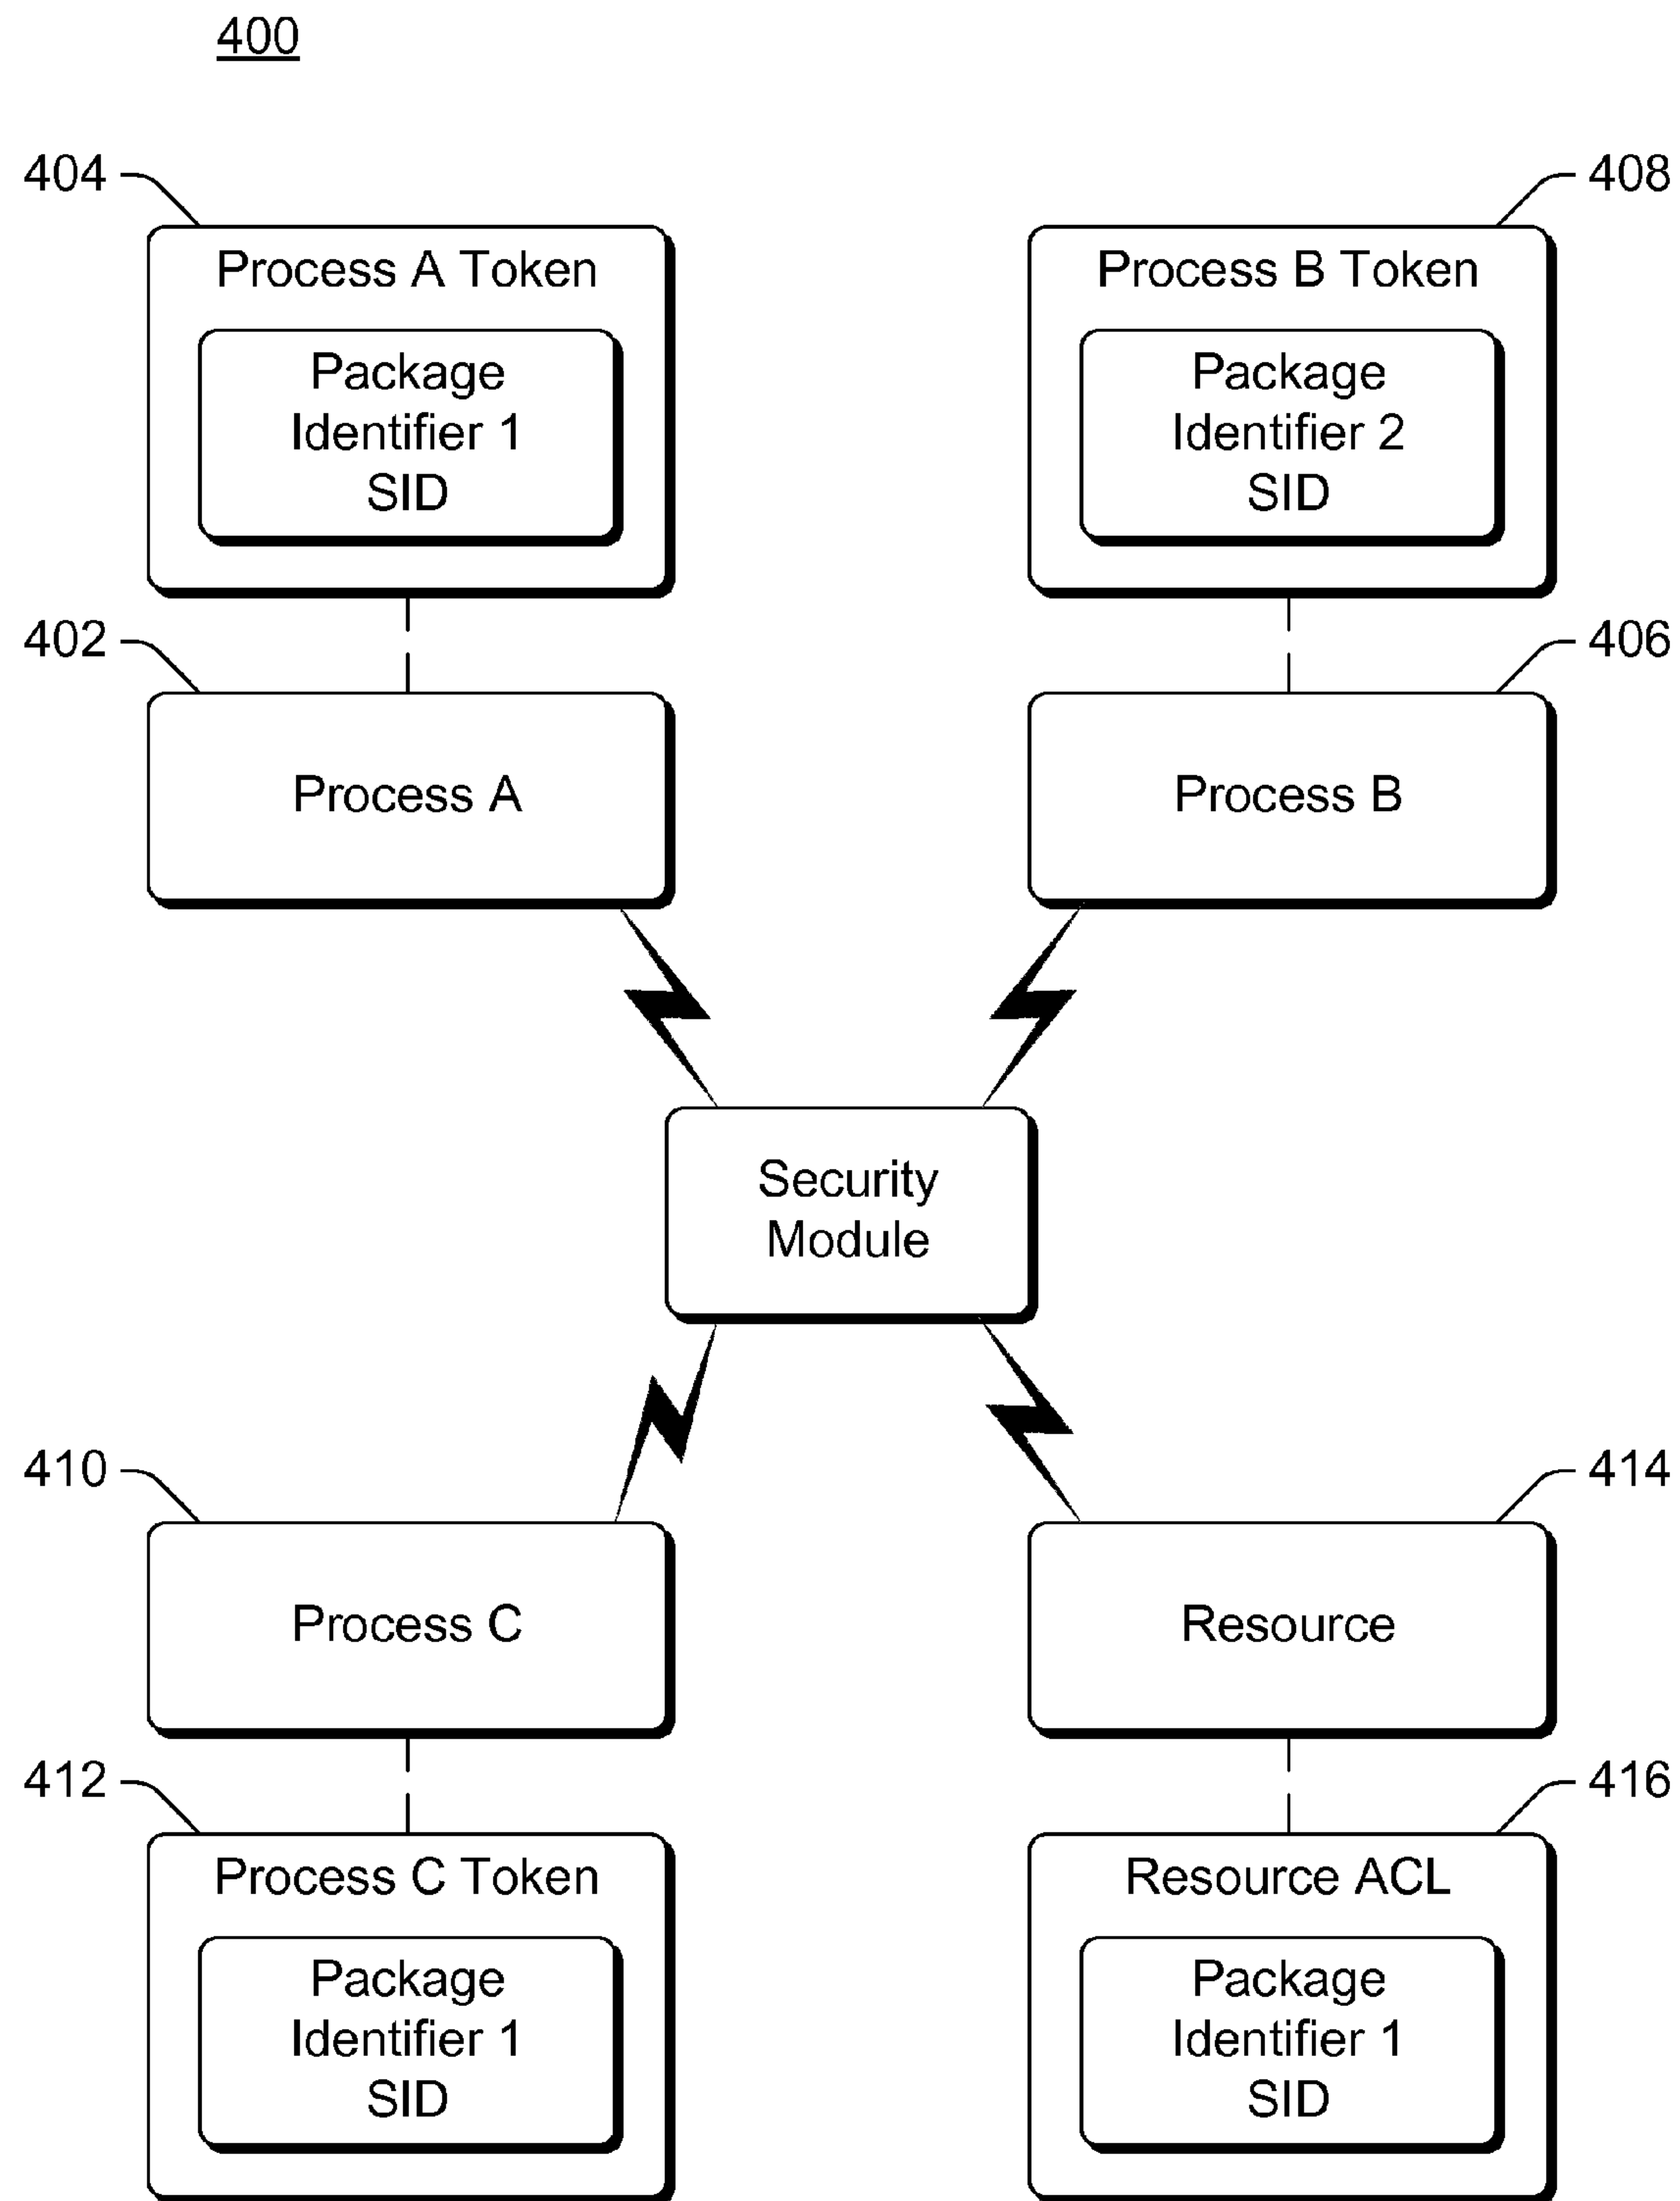 400
404
408
Process A Token
Process B Token
Package
Identifier 1
SID
Package
Identifier 2
SID
402
406
Process A
Process B
Security
Module
410
414
Process C
Resource
412
416
Process C Token
Resource ACL
Package
Identifier 1
SID
Package
Identifier 1
SID